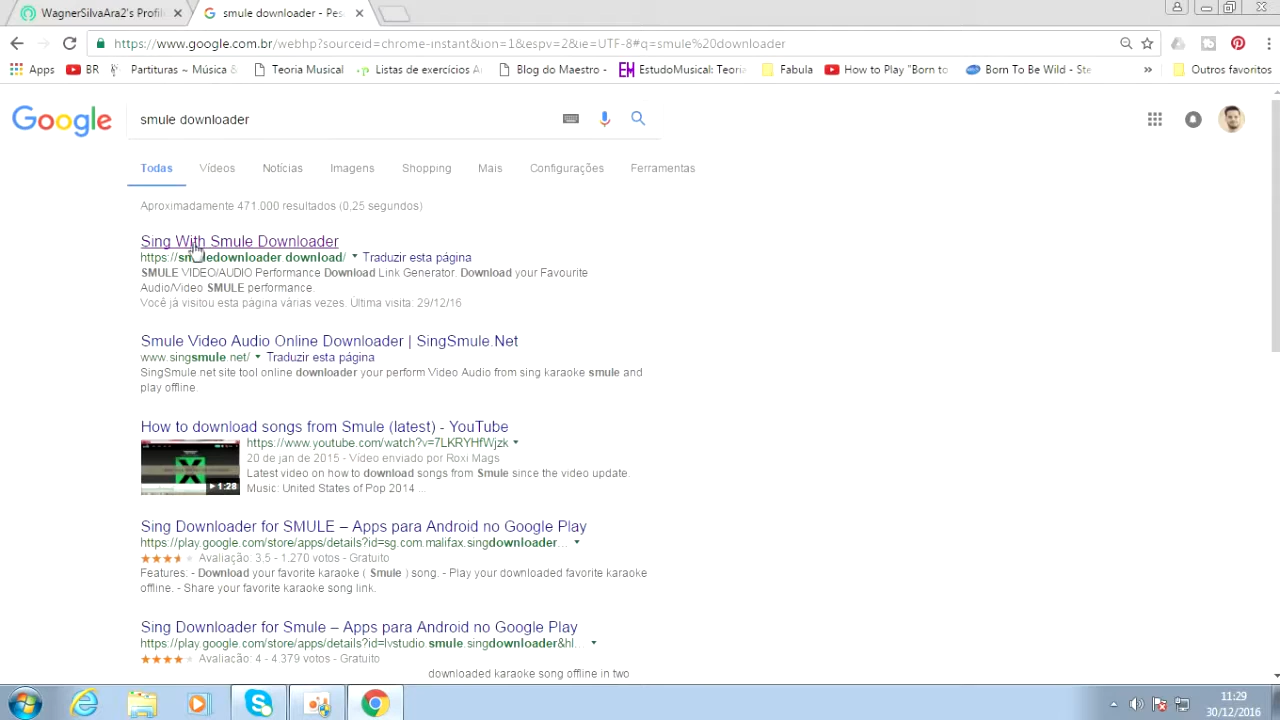 WagnerSilvaAra2's Profil
smule downloader - Pes
https://www.google.com.br/webhp?sourceid=chrome-instant&ion=1&espv=2&ie=UTF-8#q=smule%20downloader
Apps BR Partituras ~ Música & Teoria Musical Listas de exercícios Au Blog do Maestro - EM EstudoMusical: Teoria Fabula How to Play "Born to Born To Be Wild - Ste » Outros favoritos
Google
smule downloader
Todas Vídeos Notícias Imagens Shopping Mais Configurações Ferramentas
Aproximadamente 471.000 resultados (0,25 segundos)
Sing With Smule Downloader
https://smuledownloader.download/ Traduzir esta página
SMULE VIDEO/AUDIO Performance Download Link Generator. Download your Favourite
Audio/Video SMULE performance.
Você já visitou esta página várias vezes. Última visita: 29/12/16
Smule Video Audio Online Downloader | SingSmule.Net
www.singsmule.net/ Traduzir esta página
SingSmule.net site tool online downloader your perform Video Audio from sing karaoke smule and
play offline.
How to download songs from Smule (latest) - YouTube
https://www.youtube.com/watch?v=7LKRYHfWjzk
20 de jan de 2015 - Vídeo enviado por Roxi Mags
Latest video on how to download songs from Smule since the video update.
Music: United States of Pop 2014 ...
1:28
Sing Downloader for SMULE – Apps para Android no Google Play
https://play.google.com/store/apps/details?id=sg.com.malifax.singdownloader...
Avaliação: 3,5 - 1.270 votos - Gratuito
Features: - Download your favorite karaoke ( Smule ) song. - Play your downloaded favorite karaoke
offline. - Share your favorite karaoke song link.
Sing Downloader for Smule – Apps para Android no Google Play
https://play.google.com/store/apps/details?id=lvstudio.smule.singdownloader&hl...
Avaliação: 4 - 4.379 votos - Gratuito
downloaded karaoke song offline in two
11:29
30/12/2016